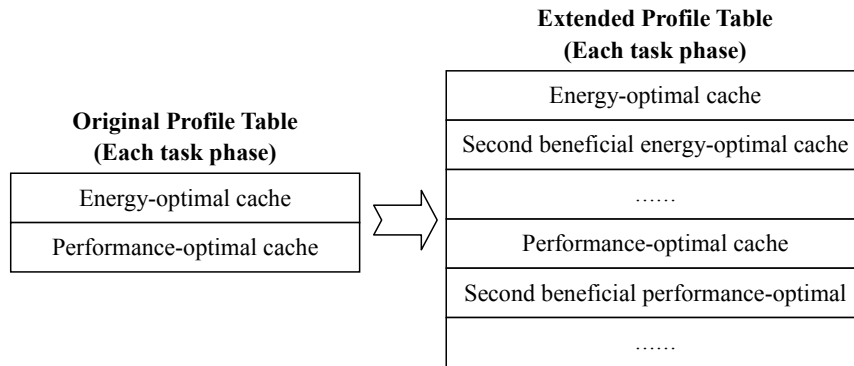 Original Profile Table
(Each task phase)
Energy-optimal cache
Performance-optimal cache
Extended Profile Table
(Each task phase)
Energy-optimal cache
Second beneficial energy-optimal cache
……
Performance-optimal cache
Second beneficial performance-optimal
……